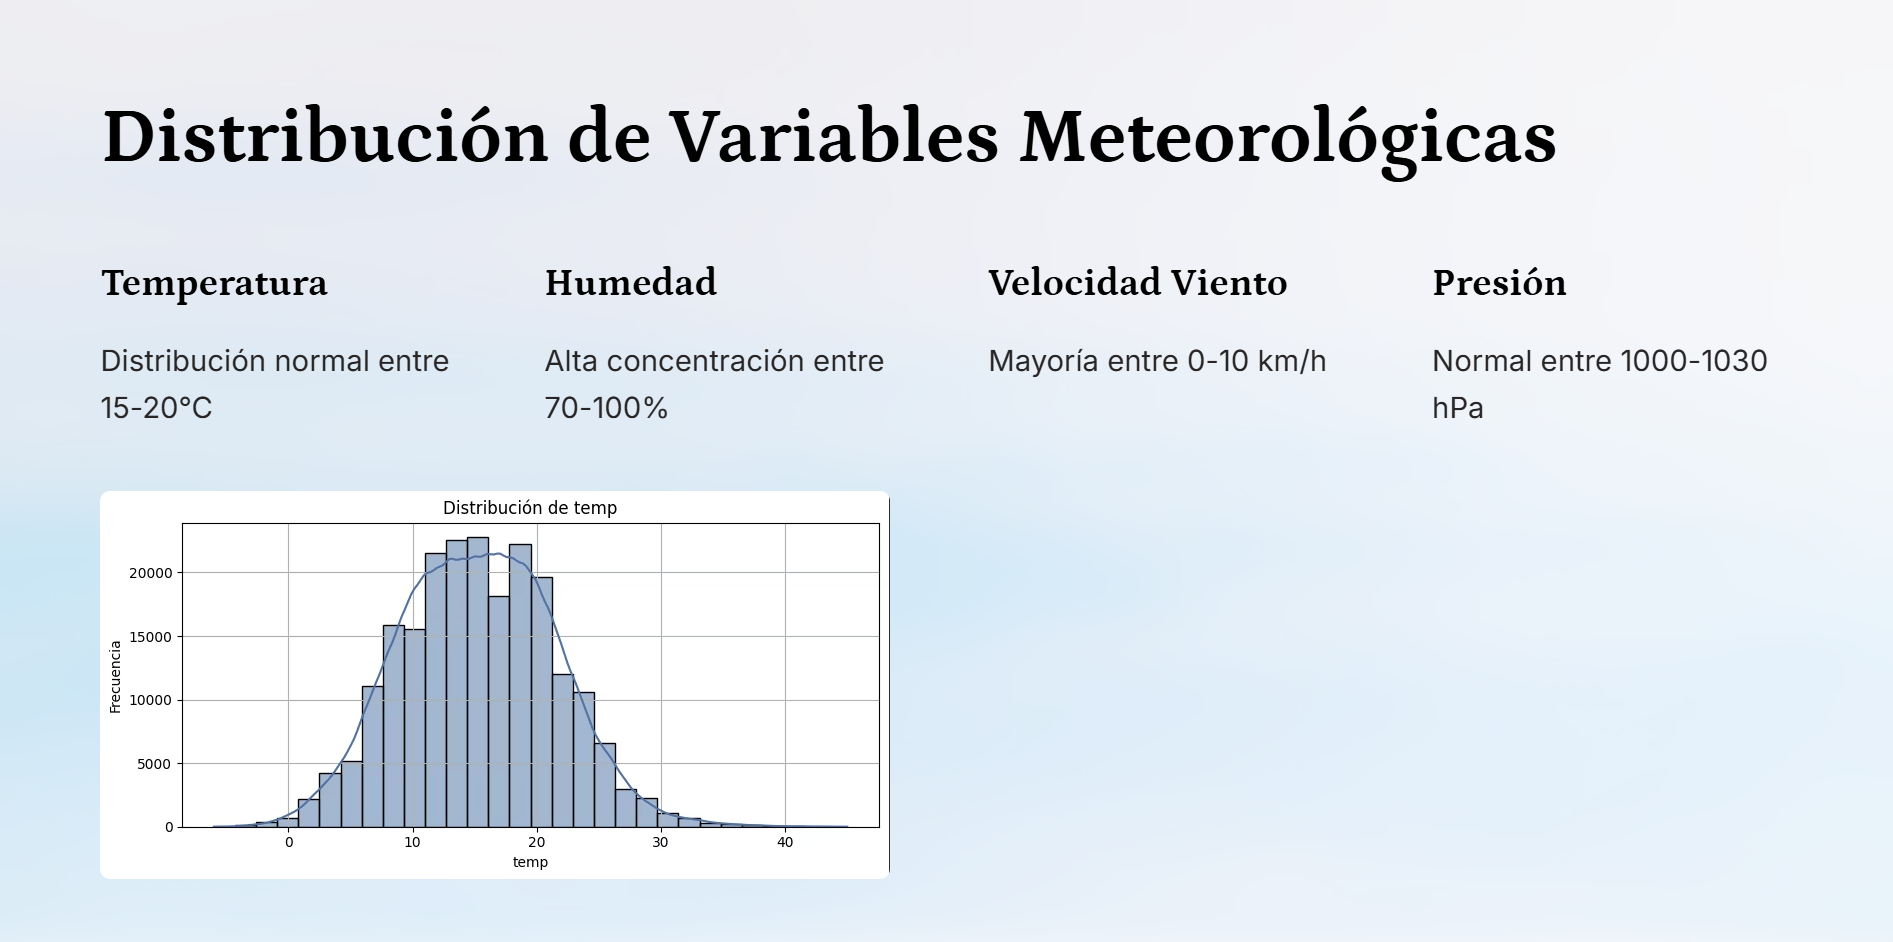 Distribución de Variables Meteorológicas
Temperatura
Distribución normal entre
15-20°C
Humedad
Alta concentración entre
70-100%
Velocidad Viento
Mayoría entre 0-10 km/h
Presión
Normal entre 1000-1030
hPa
Distribución de temp
Frecuencia
20000
15000
10000
5000
0
0 10 20 30 40
temp